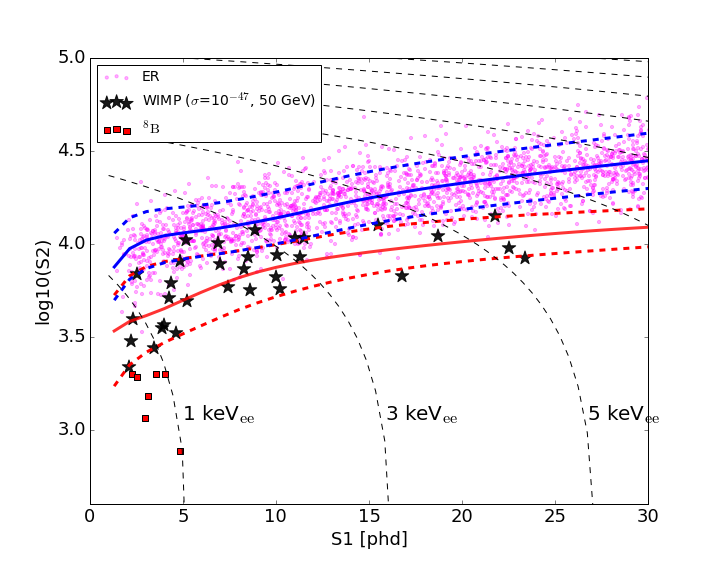 5.0
ER
WIMP (σ=10⁻⁴⁷, 50 GeV)
⁸B
4.5
4.0
3.5
3.0
log10(S2)
1 keVₑₑ
3 keVₑₑ
5 keVₑₑ
0 5 10 15 20 25 30
S1 [phd]